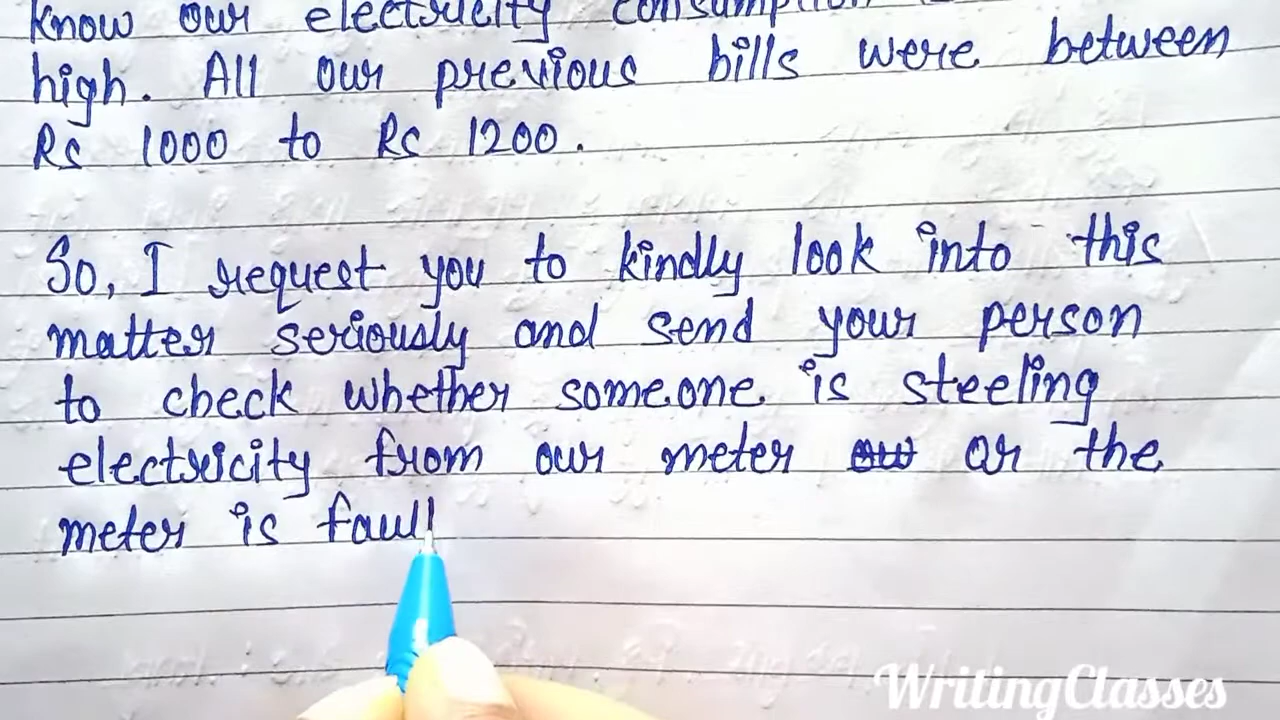 know our electricity consumption
high. All our previous bills were between
Rs 1000 to Rs 1200.
So, I request you to kindly look into this
matter seriously and send your person
to check whether someone is steeling
electricity from our meter or the
meter is faul
WritingClasses